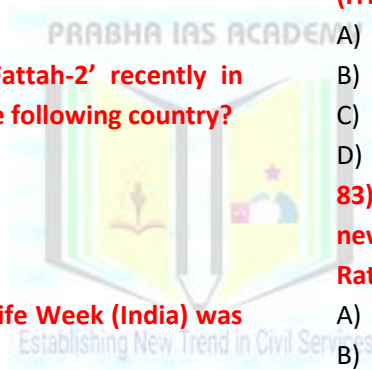 PRABHA IAS ACADEMY
Fattah-2’ recently in
e following country?
ife Week (India) was
Establishing New Trend in Civil Services
A)
B)
C)
D)
83)
new
Rat
A)
B)